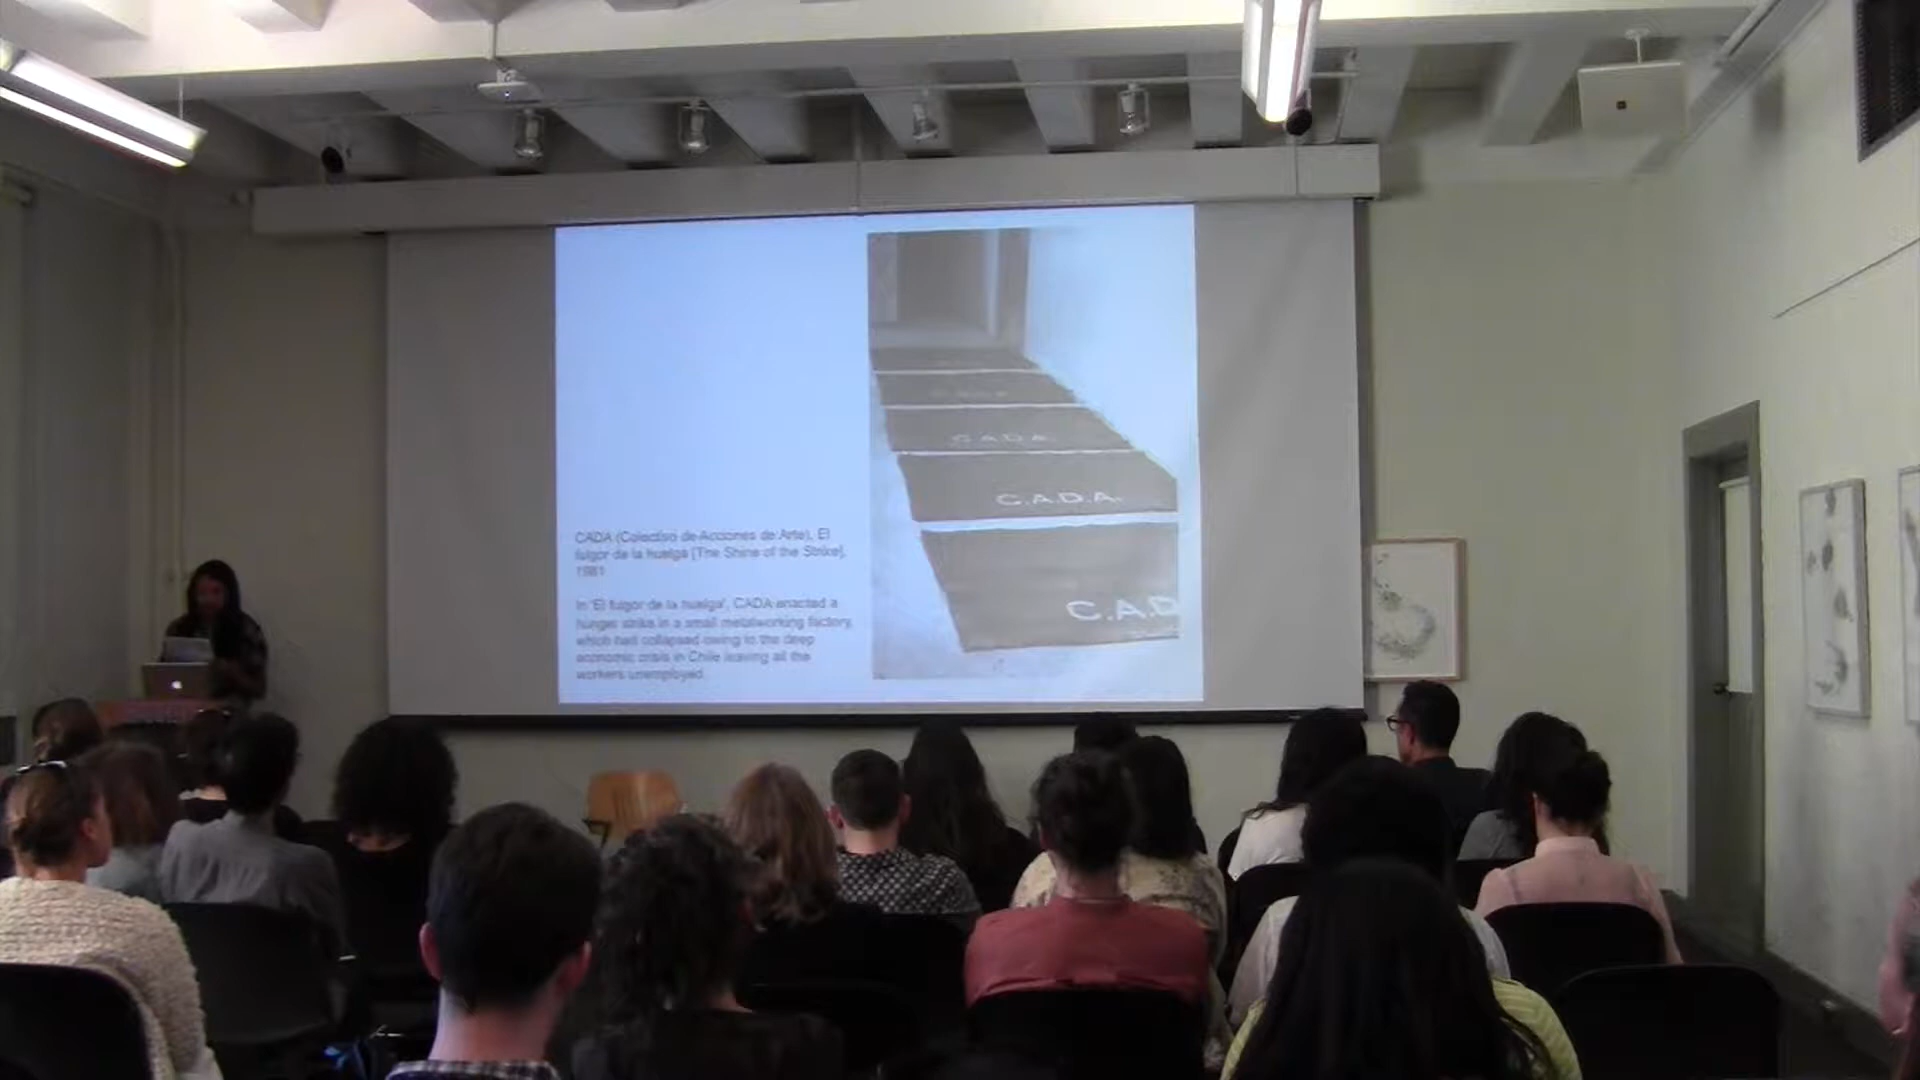 CADA (Colectivo de Acciones de Arte), El
fulgor de la huelga [The Shine of the Strike],
1981
In 'El fulgor de la huelga', CADA enacted a
hunger strike in a small metalworking factory,
which had collapsed owing to the deep
economic crisis in Chile leaving all the
workers unemployed.
C.A.D.A.
C.A.D.A.
C.A.D